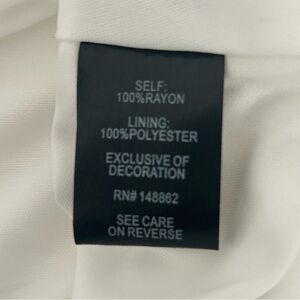 SELF:
100%RAYON
LINING:
100%POLYESTER
EXCLUSIVE OF
DECORATION
RN# 148862
SEE CARE
ON REVERSE